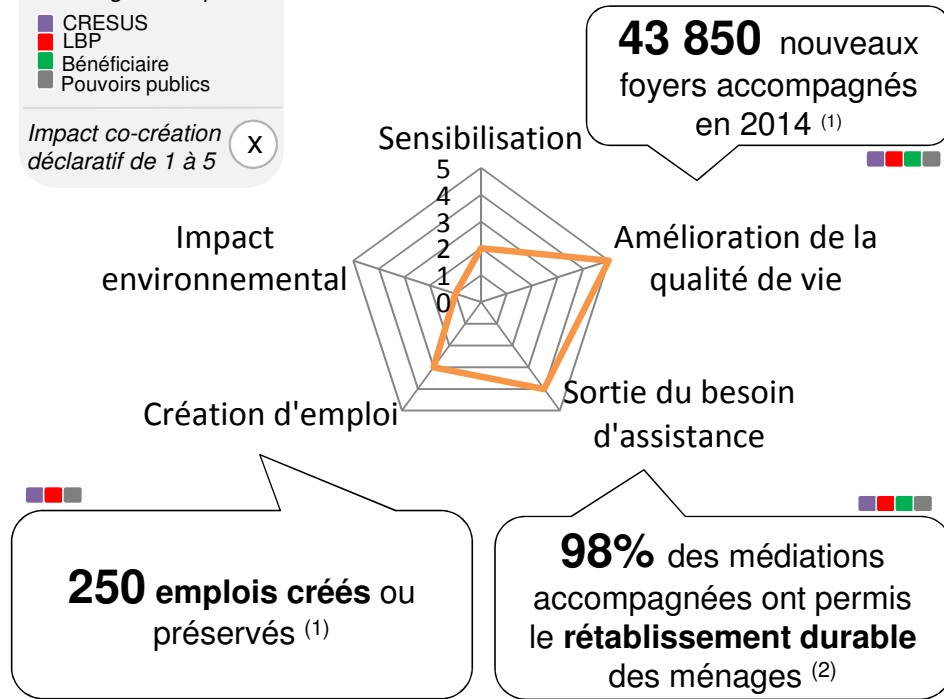 CRESUS
LBP
Bénéficiaire
Pouvoirs publics
Impact co-création
déclaratif de 1 à 5
X
43 850 nouveaux
foyers accompagnés
en 2014 (1)
Sensibilisation
5
4
3
2
1
0
Impact
environnemental
Amélioration de la
qualité de vie
Création d'emploi
Sortie du besoin
d'assistance
250 emplois créés ou
préservés (1)
98% des médiations
accompagnées ont permis
le rétablissement durable
des ménages (2)